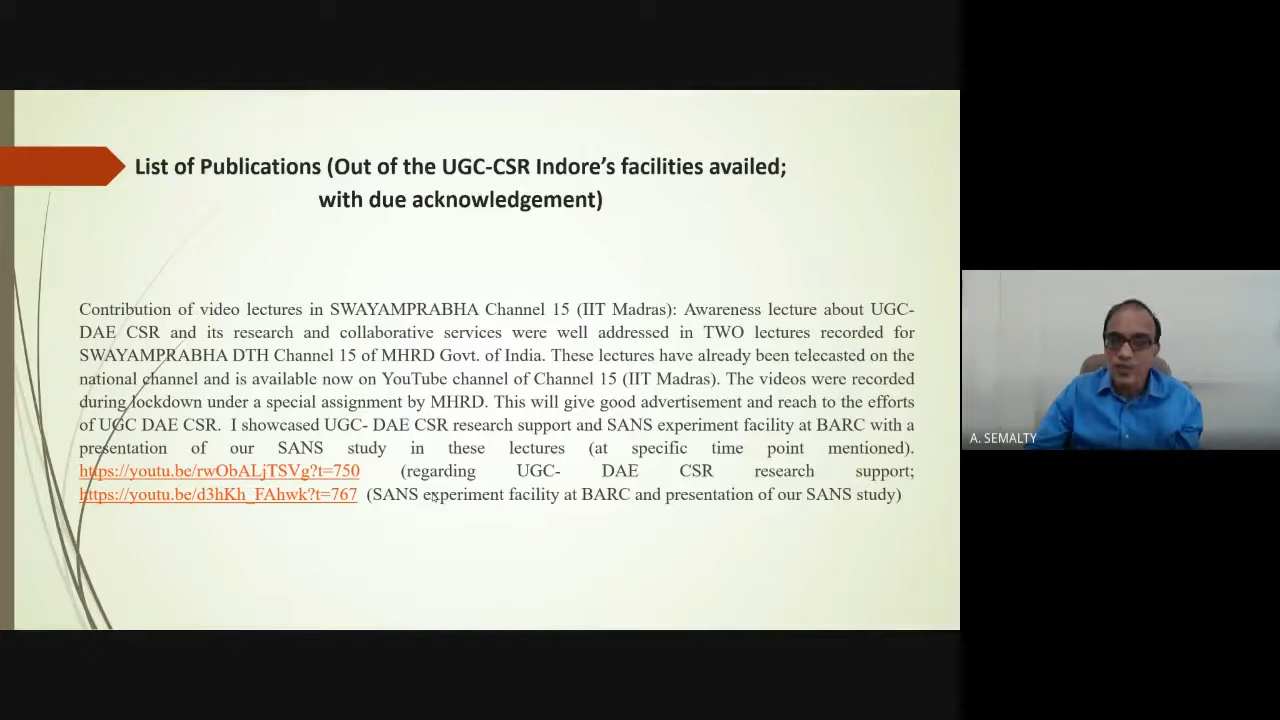 List of Publications (Out of the UGC-CSR Indore’s facilities availed;
with due acknowledgement)
Contribution of video lectures in SWAYAMPRABHA Channel 15 (IIT Madras): Awareness lecture about UGC-
DAE CSR and its research and collaborative services were well addressed in TWO lectures recorded for
SWAYAMPRABHA DTH Channel 15 of MHRD Govt. of India. These lectures have already been telecasted on the
national channel and is available now on YouTube channel of Channel 15 (IIT Madras). The videos were recorded
during lockdown under a special assignment by MHRD. This will give good advertisement and reach to the efforts
of UGC DAE CSR. I showcased UGC- DAE CSR research support and SANS experiment facility at BARC with a
presentation of our SANS study in these lectures (at specific time point mentioned).
https://youtu.be/rwObALjTSVg?t=750 (regarding UGC- DAE CSR research support;
https://youtu.be/d3hKh_FAhwk?t=767 (SANS experiment facility at BARC and presentation of our SANS study)
A. SEMALTY